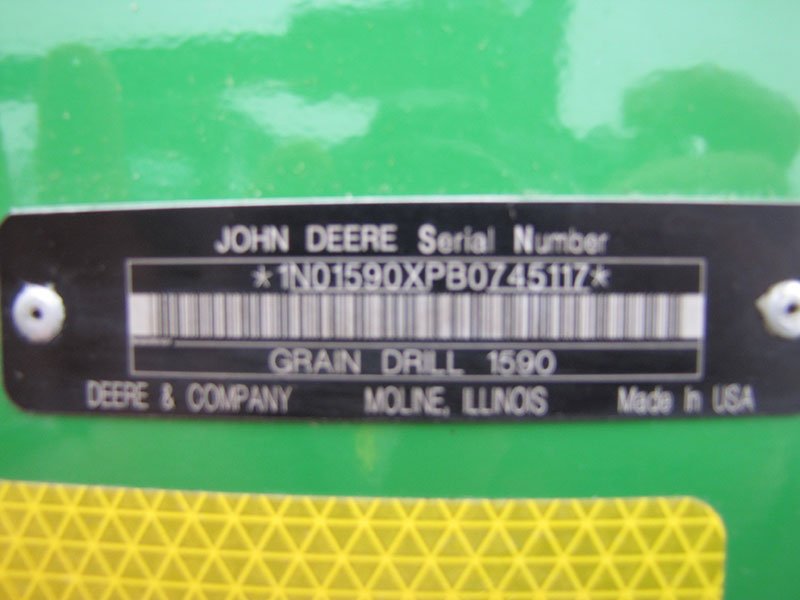 JOHN DEERE Serial Number
*1N01590XPB0745117*
GRAIN DRILL 1590
DEERE & COMPANY MOLINE, ILLINOIS Made In USA